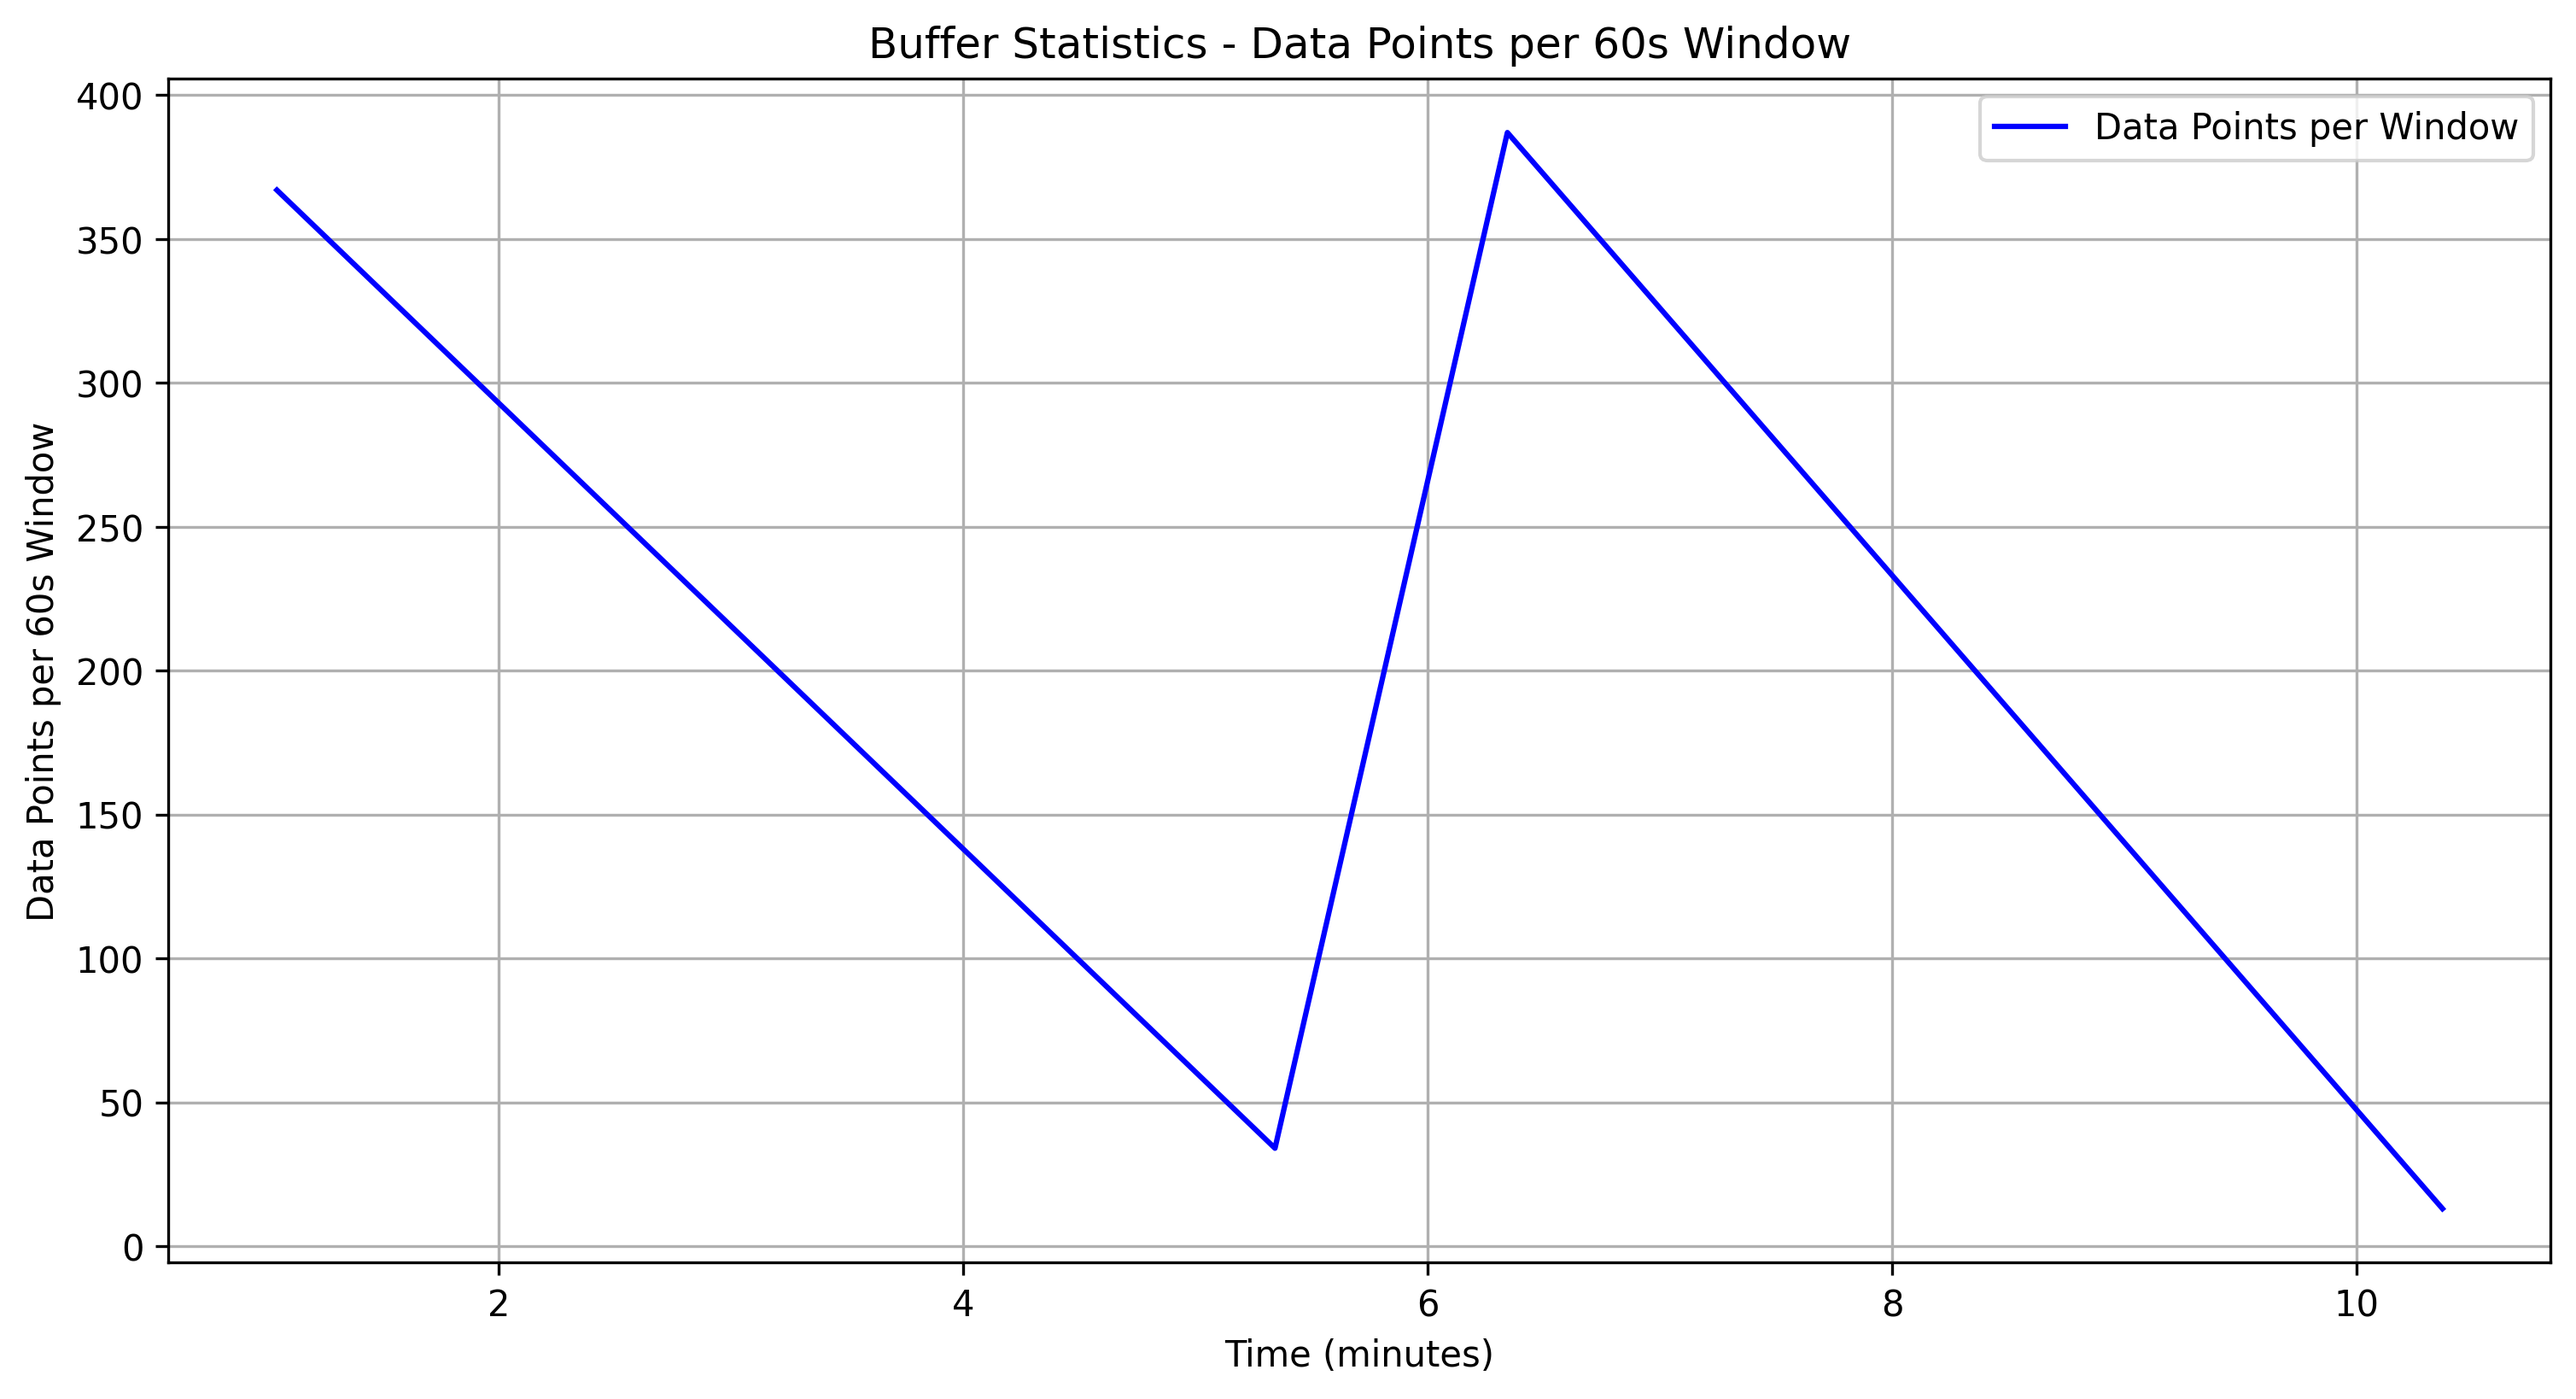 Buffer Statistics - Data Points per 60s Window
Data Points per Window
400
350
300
250
200
150
100
50
0
Data Points per 60s Window
2 4 6 8 10
Time (minutes)